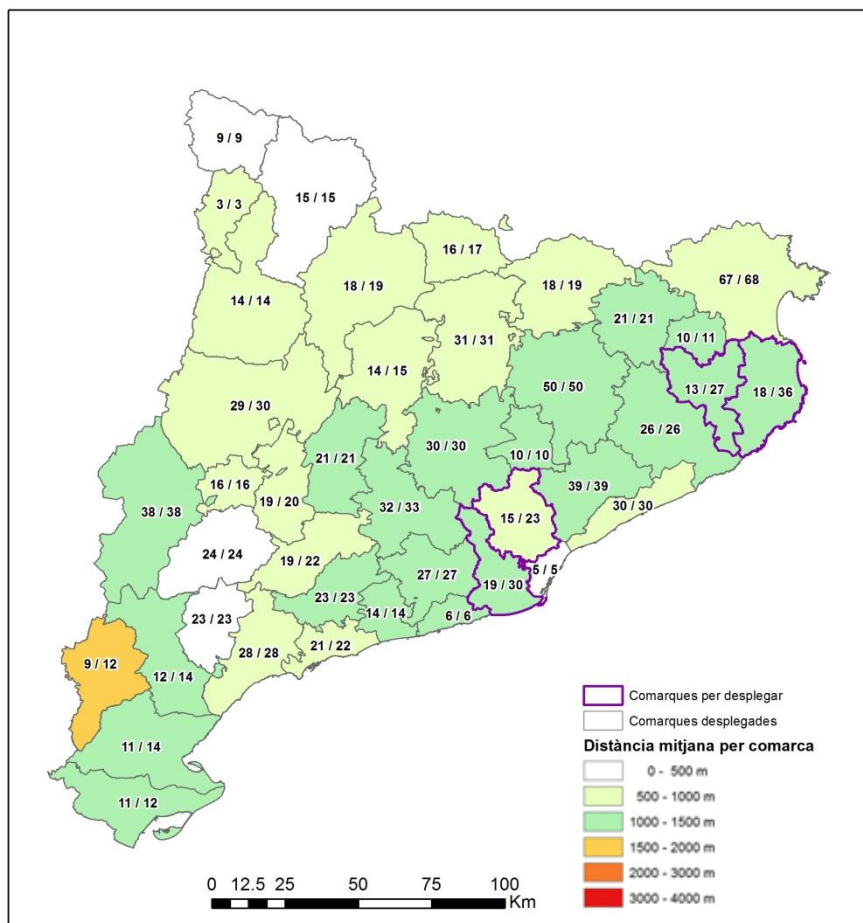 9 / 9
15 / 15
3 / 3
16 / 17
18 / 19
18 / 19
67 / 68
14 / 14
21 / 21
10 / 11
31 / 31
14 / 15
13 / 27
18 / 36
50 / 50
29 / 30
26 / 26
30 / 30
21 / 21
10 / 10
16 / 16
19 / 20
39 / 39
38 / 38
32 / 33
15 / 23
30 / 30
24 / 24
19 / 22
5 / 5
27 / 27
19 / 30
23 / 23
23 / 23
14 / 14
6 / 6
21 / 22
28 / 28
9 / 12
12 / 14
11 / 14
11 / 12
Comarques per desplegar
Comarques desplegades
Distància mitjana per comarca
0 - 500 m
500 - 1000 m
1000 - 1500 m
1500 - 2000 m
2000 - 3000 m
3000 - 4000 m
0 12.5 25 50 75 100
Km